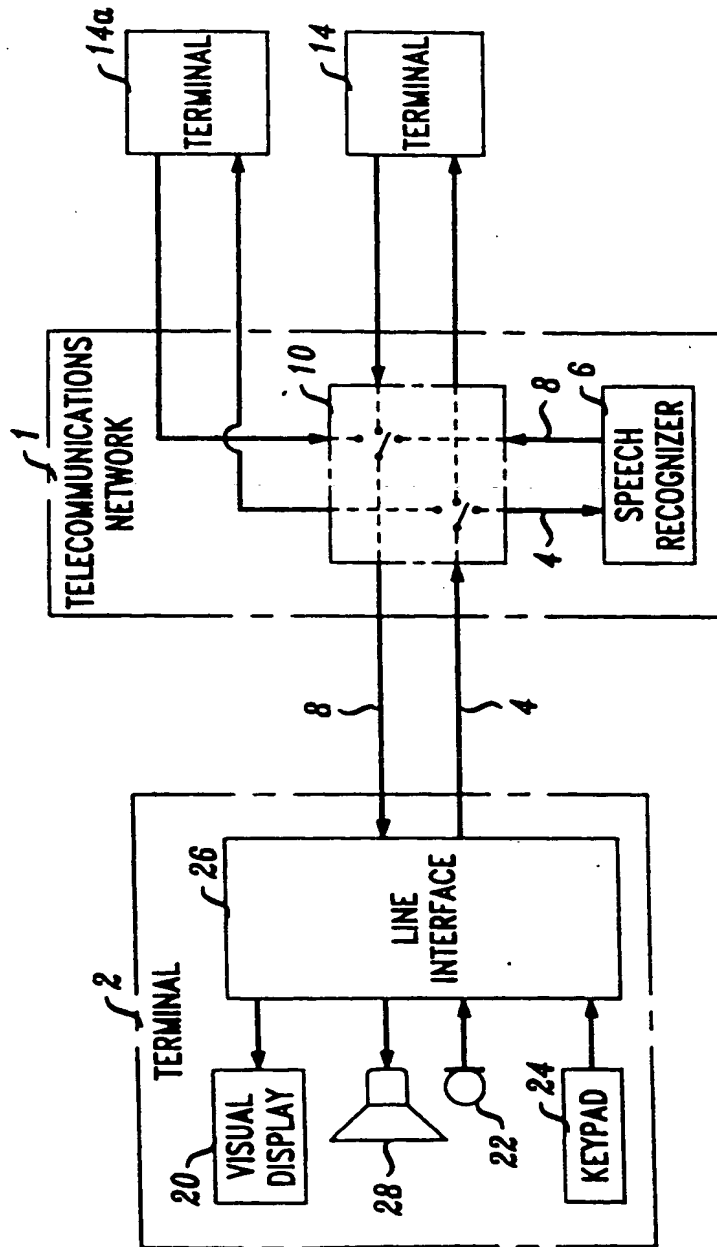 2
TERMINAL
20
VISUAL
DISPLAY
28
22
24
KEYPAD
26
LINE
INTERFACE
8
4
1
TELECOMMUNICATIONS
NETWORK
10
8
4
6
SPEECH
RECOGNIZER
14a
TERMINAL
14
TERMINAL